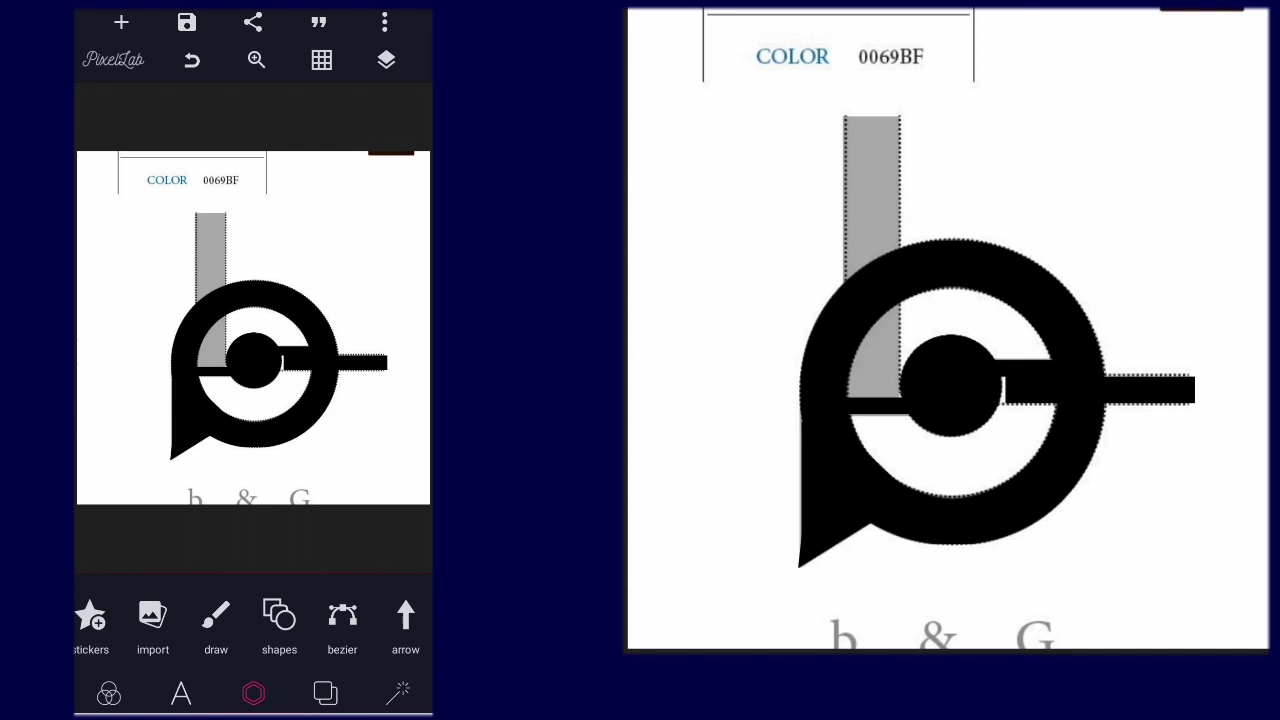 PixelLab
COLOR 0069BF
b & G
stickers import draw shapes bezier arrow
COLOR 0069BF
b & G